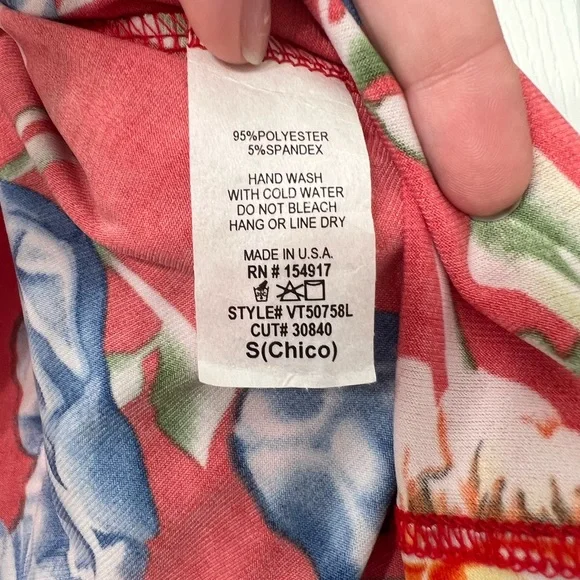 95%POLYESTER
5%SPANDEX
HAND WASH
WITH COLD WATER
DO NOT BLEACH
HANG OR LINE DRY
MADE IN U.S.A.
RN # 154917
STYLE# VT50758L
CUT# 30840
S(Chico)